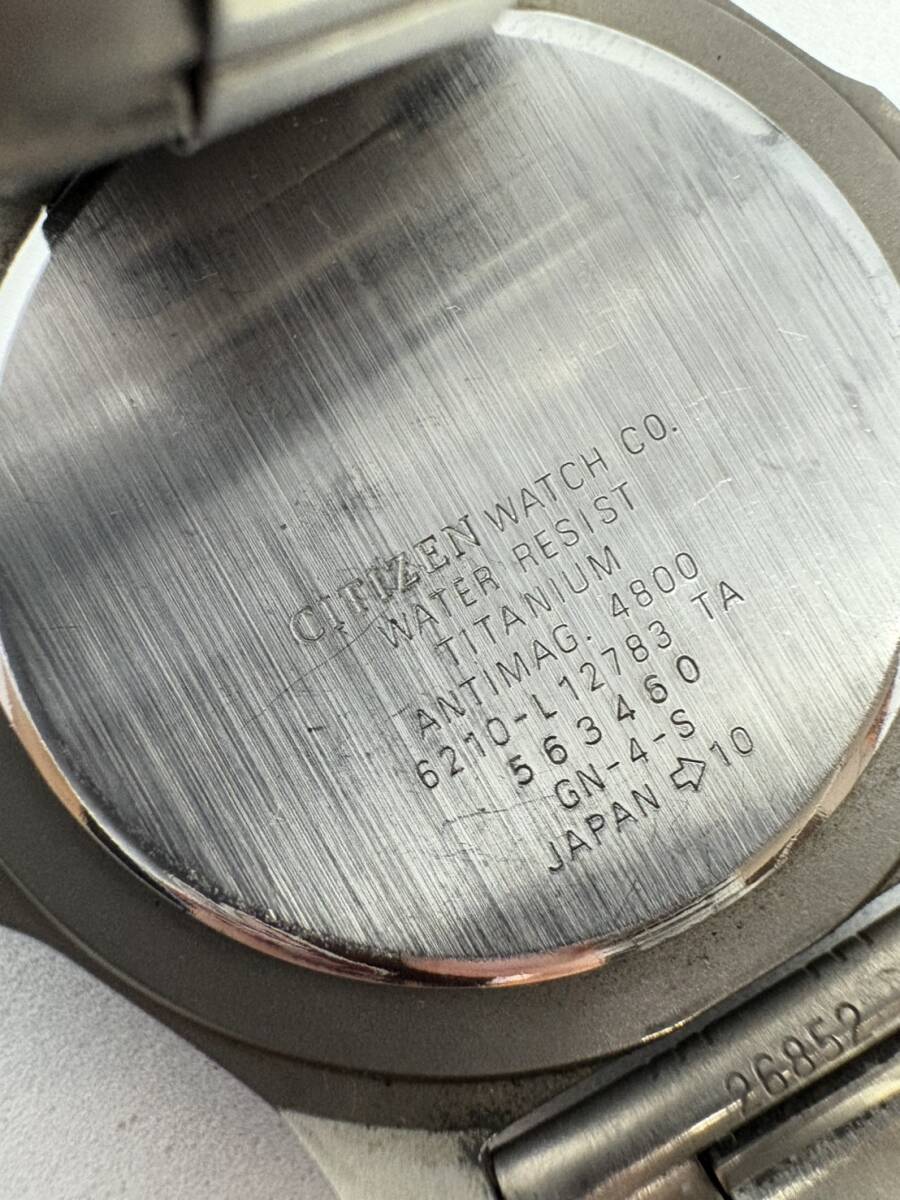 CITIZEN WATCH CO.
WATER RESIST
TITANIUM
ANTIMAG. 4800
6210-L12783 TA
563460
GN-4-S
JAPAN ⇨ 10
26852